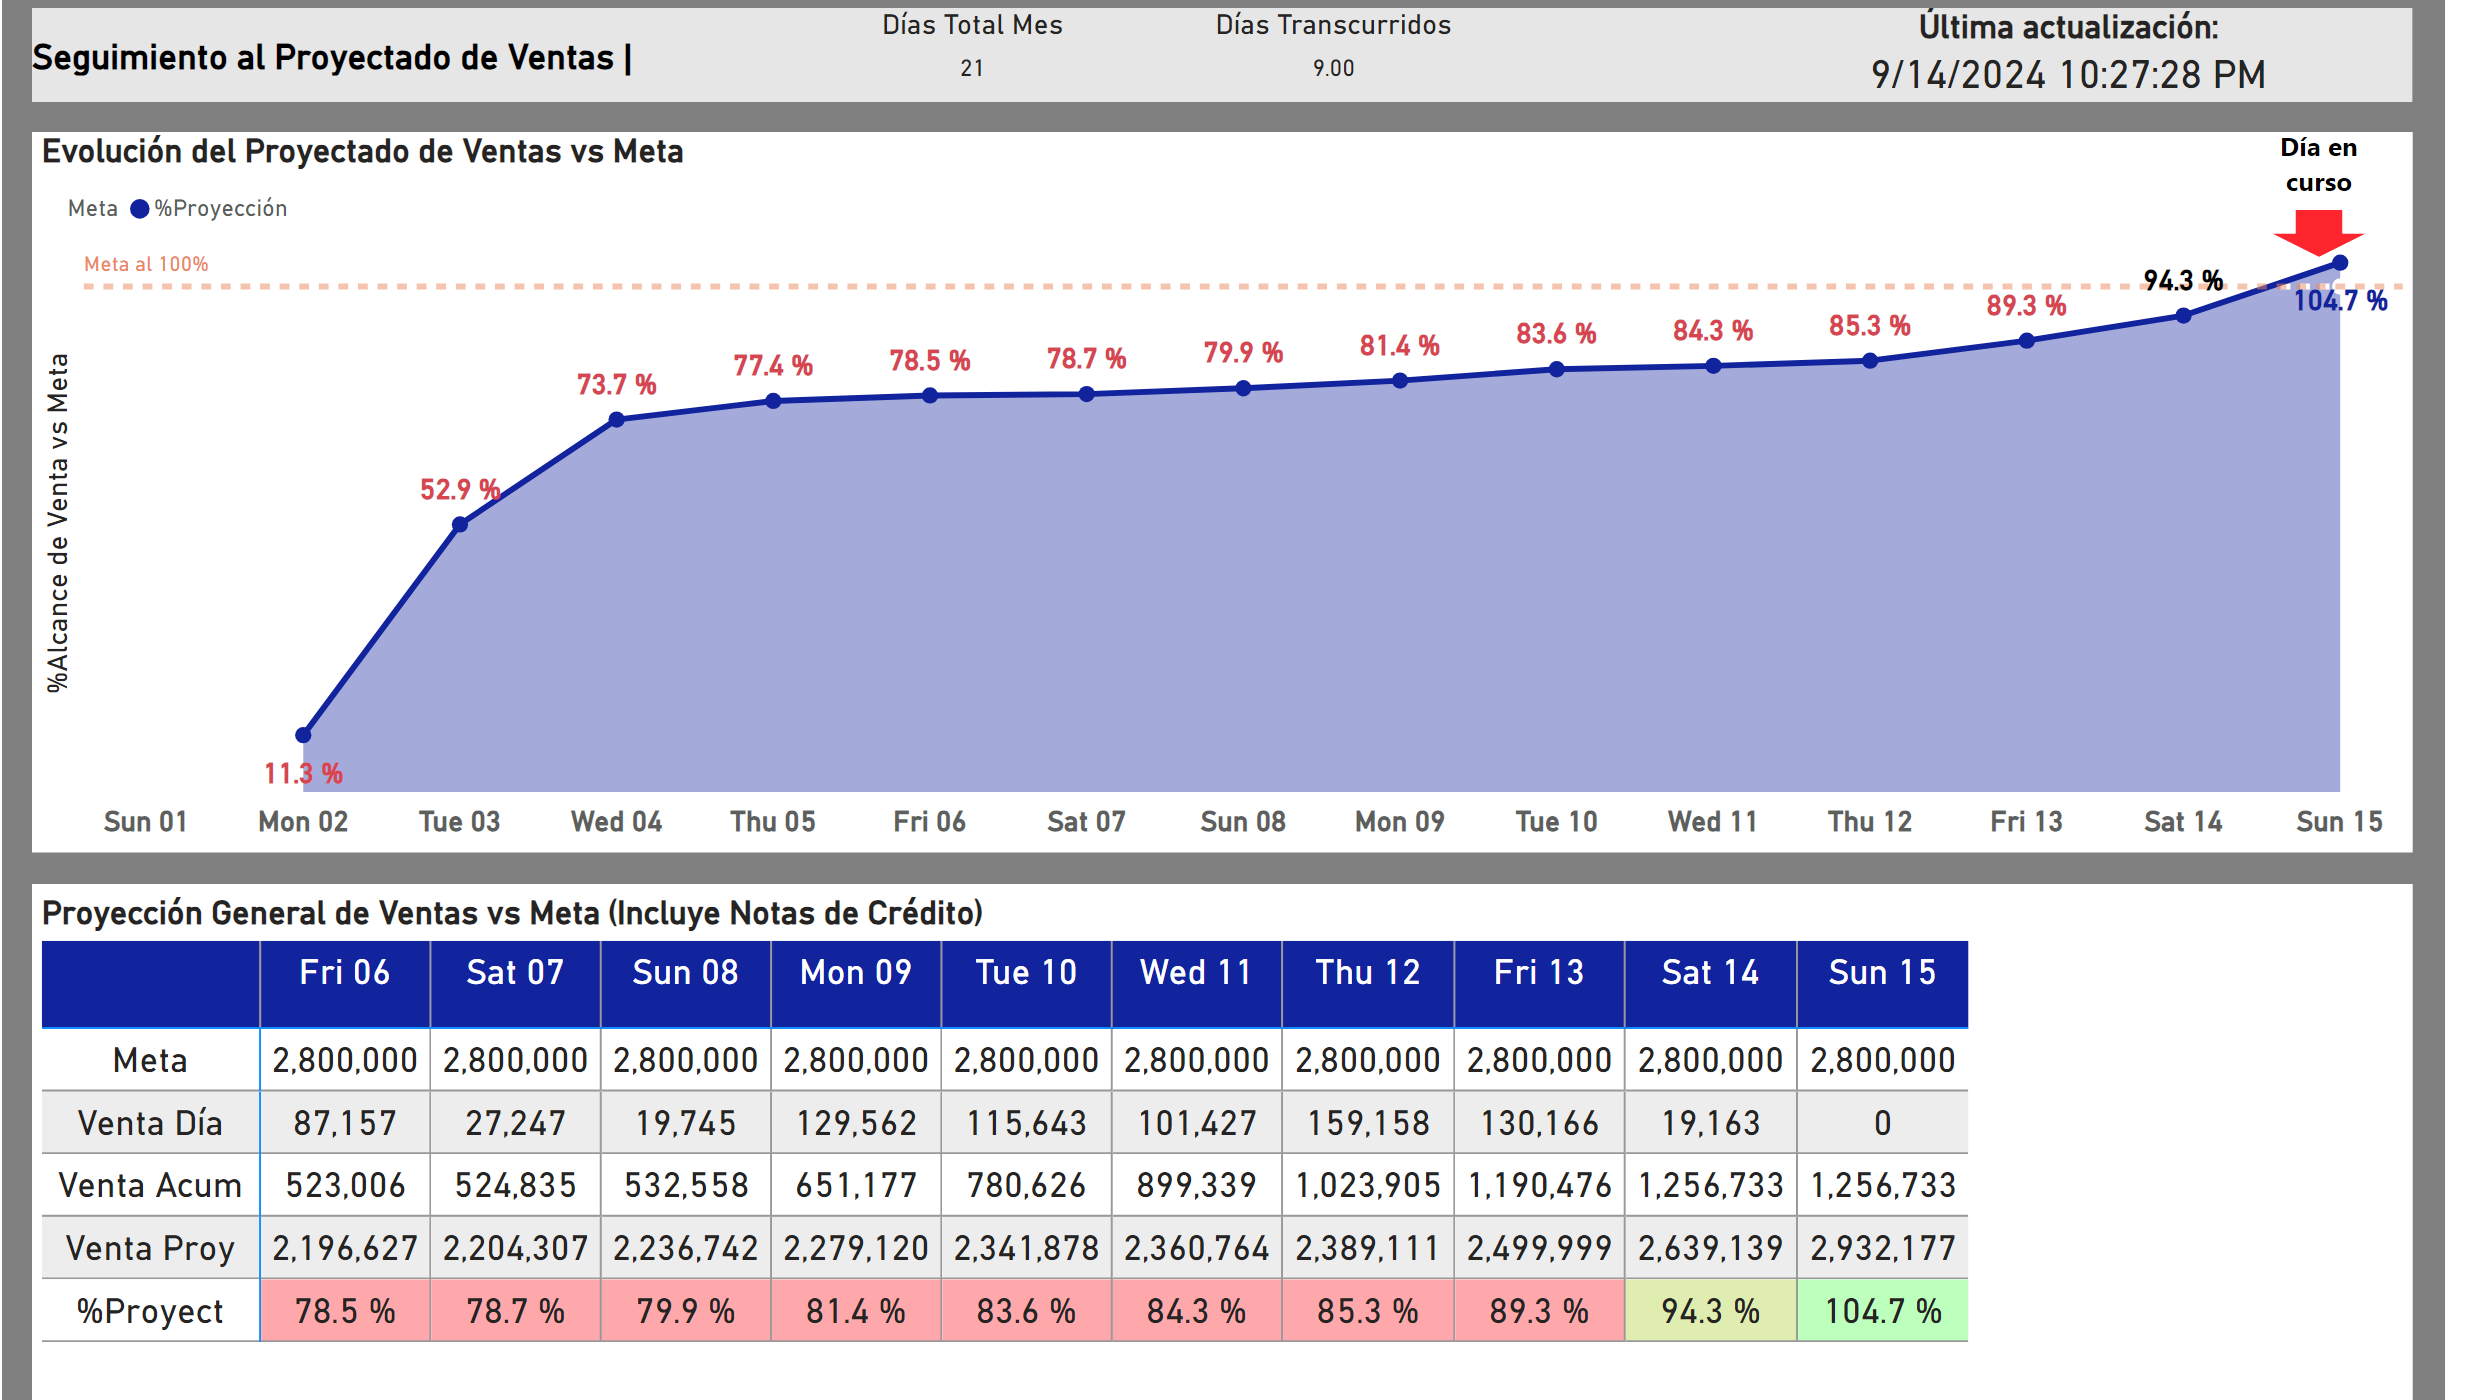 Seguimiento al Proyectado de Ventas |
Días Total Mes
21
Días Transcurridos
9.00
Última actualización:
9/14/2024 10:27:28 PM
Evolución del Proyectado de Ventas vs Meta
Día en
curso
Meta %Proyección
Meta al 100%
%Alcance de Venta vs Meta
11.3 %
52.9 %
73.7 %
77.4 %
78.5 %
78.7 %
79.9 %
81.4 %
83.6 %
84.3 %
85.3 %
89.3 %
94.3 %
104.7 %
Sun 01 Mon 02 Tue 03 Wed 04 Thu 05 Fri 06 Sat 07 Sun 08 Mon 09 Tue 10 Wed 11 Thu 12 Fri 13 Sat 14 Sun 15
Proyección General de Ventas vs Meta (Incluye Notas de Crédito)
Fri 06 Sat 07 Sun 08 Mon 09 Tue 10 Wed 11 Thu 12 Fri 13 Sat 14 Sun 15
Meta 2,800,000 2,800,000 2,800,000 2,800,000 2,800,000 2,800,000 2,800,000 2,800,000 2,800,000 2,800,000
Venta Día 87,157 27,247 19,745 129,562 115,643 101,427 159,158 130,166 19,163 0
Venta Acum 523,006 524,835 532,558 651,177 780,626 899,339 1,023,905 1,190,476 1,256,733 1,256,733
Venta Proy 2,196,627 2,204,307 2,236,742 2,279,120 2,341,878 2,360,764 2,389,111 2,499,999 2,639,139 2,932,177
%Proyect 78.5 % 78.7 % 79.9 % 81.4 % 83.6 % 84.3 % 85.3 % 89.3 % 94.3 % 104.7 %